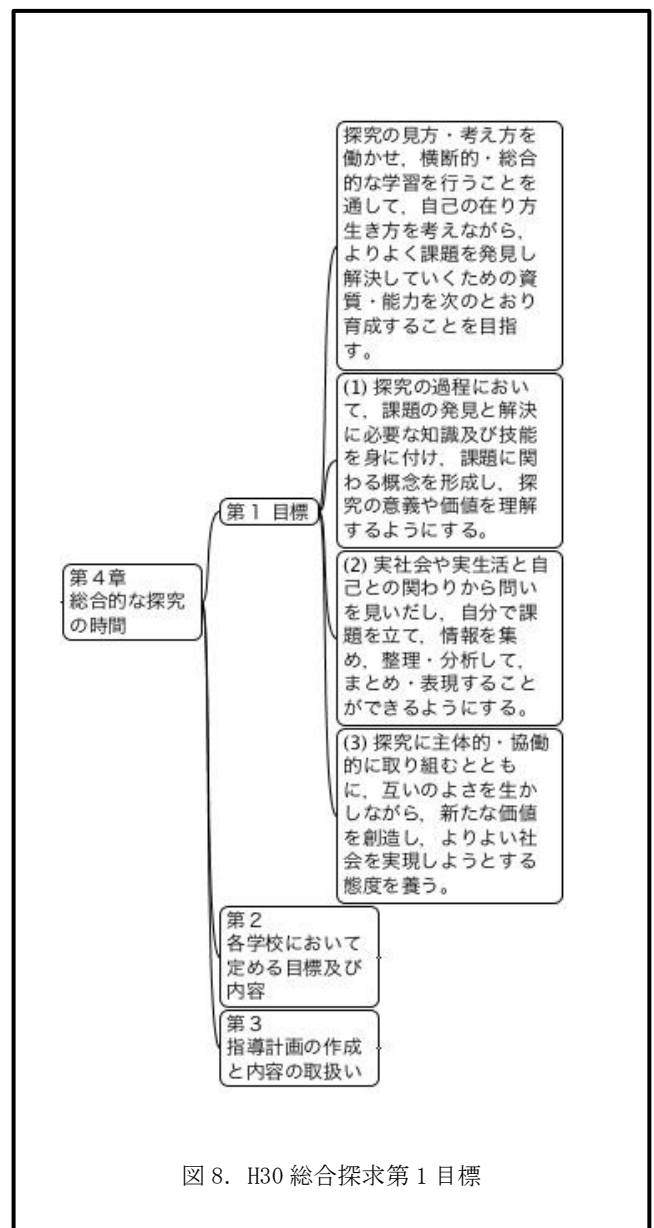 探究の見方・考え方を
働かせ，横断的・総合
的な学習を行うことを
通して，自己の在り方
生き方を考えながら，
よりよく課題を発見し
解決していくための資
質・能力を次のとおり
育成することを目指
す。
(1) 探究の過程におい
て，課題の発見と解決
に必要な知識及び技能
を身に付け，課題に関
わる概念を形成し，探
究の意義や価値を理解
するようにする。
第１ 目標
(2) 実社会や実生活と自
己との関わりから問い
を見いだし，自分で課
題を立て，情報を集
め，整理・分析して，
まとめ・表現すること
ができるようにする。
第４章
総合的な探究
の時間
(3) 探究に主体的・協働
的に取り組むととも
に，互いのよさを生か
しながら，新たな価値
を創造し，よりよい社
会を実現しようとする
態度を養う。
第２
各学校において
定める目標及び
内容
第３
指導計画の作成
と内容の取扱い
図 8．H30 総合探求第 1 目標